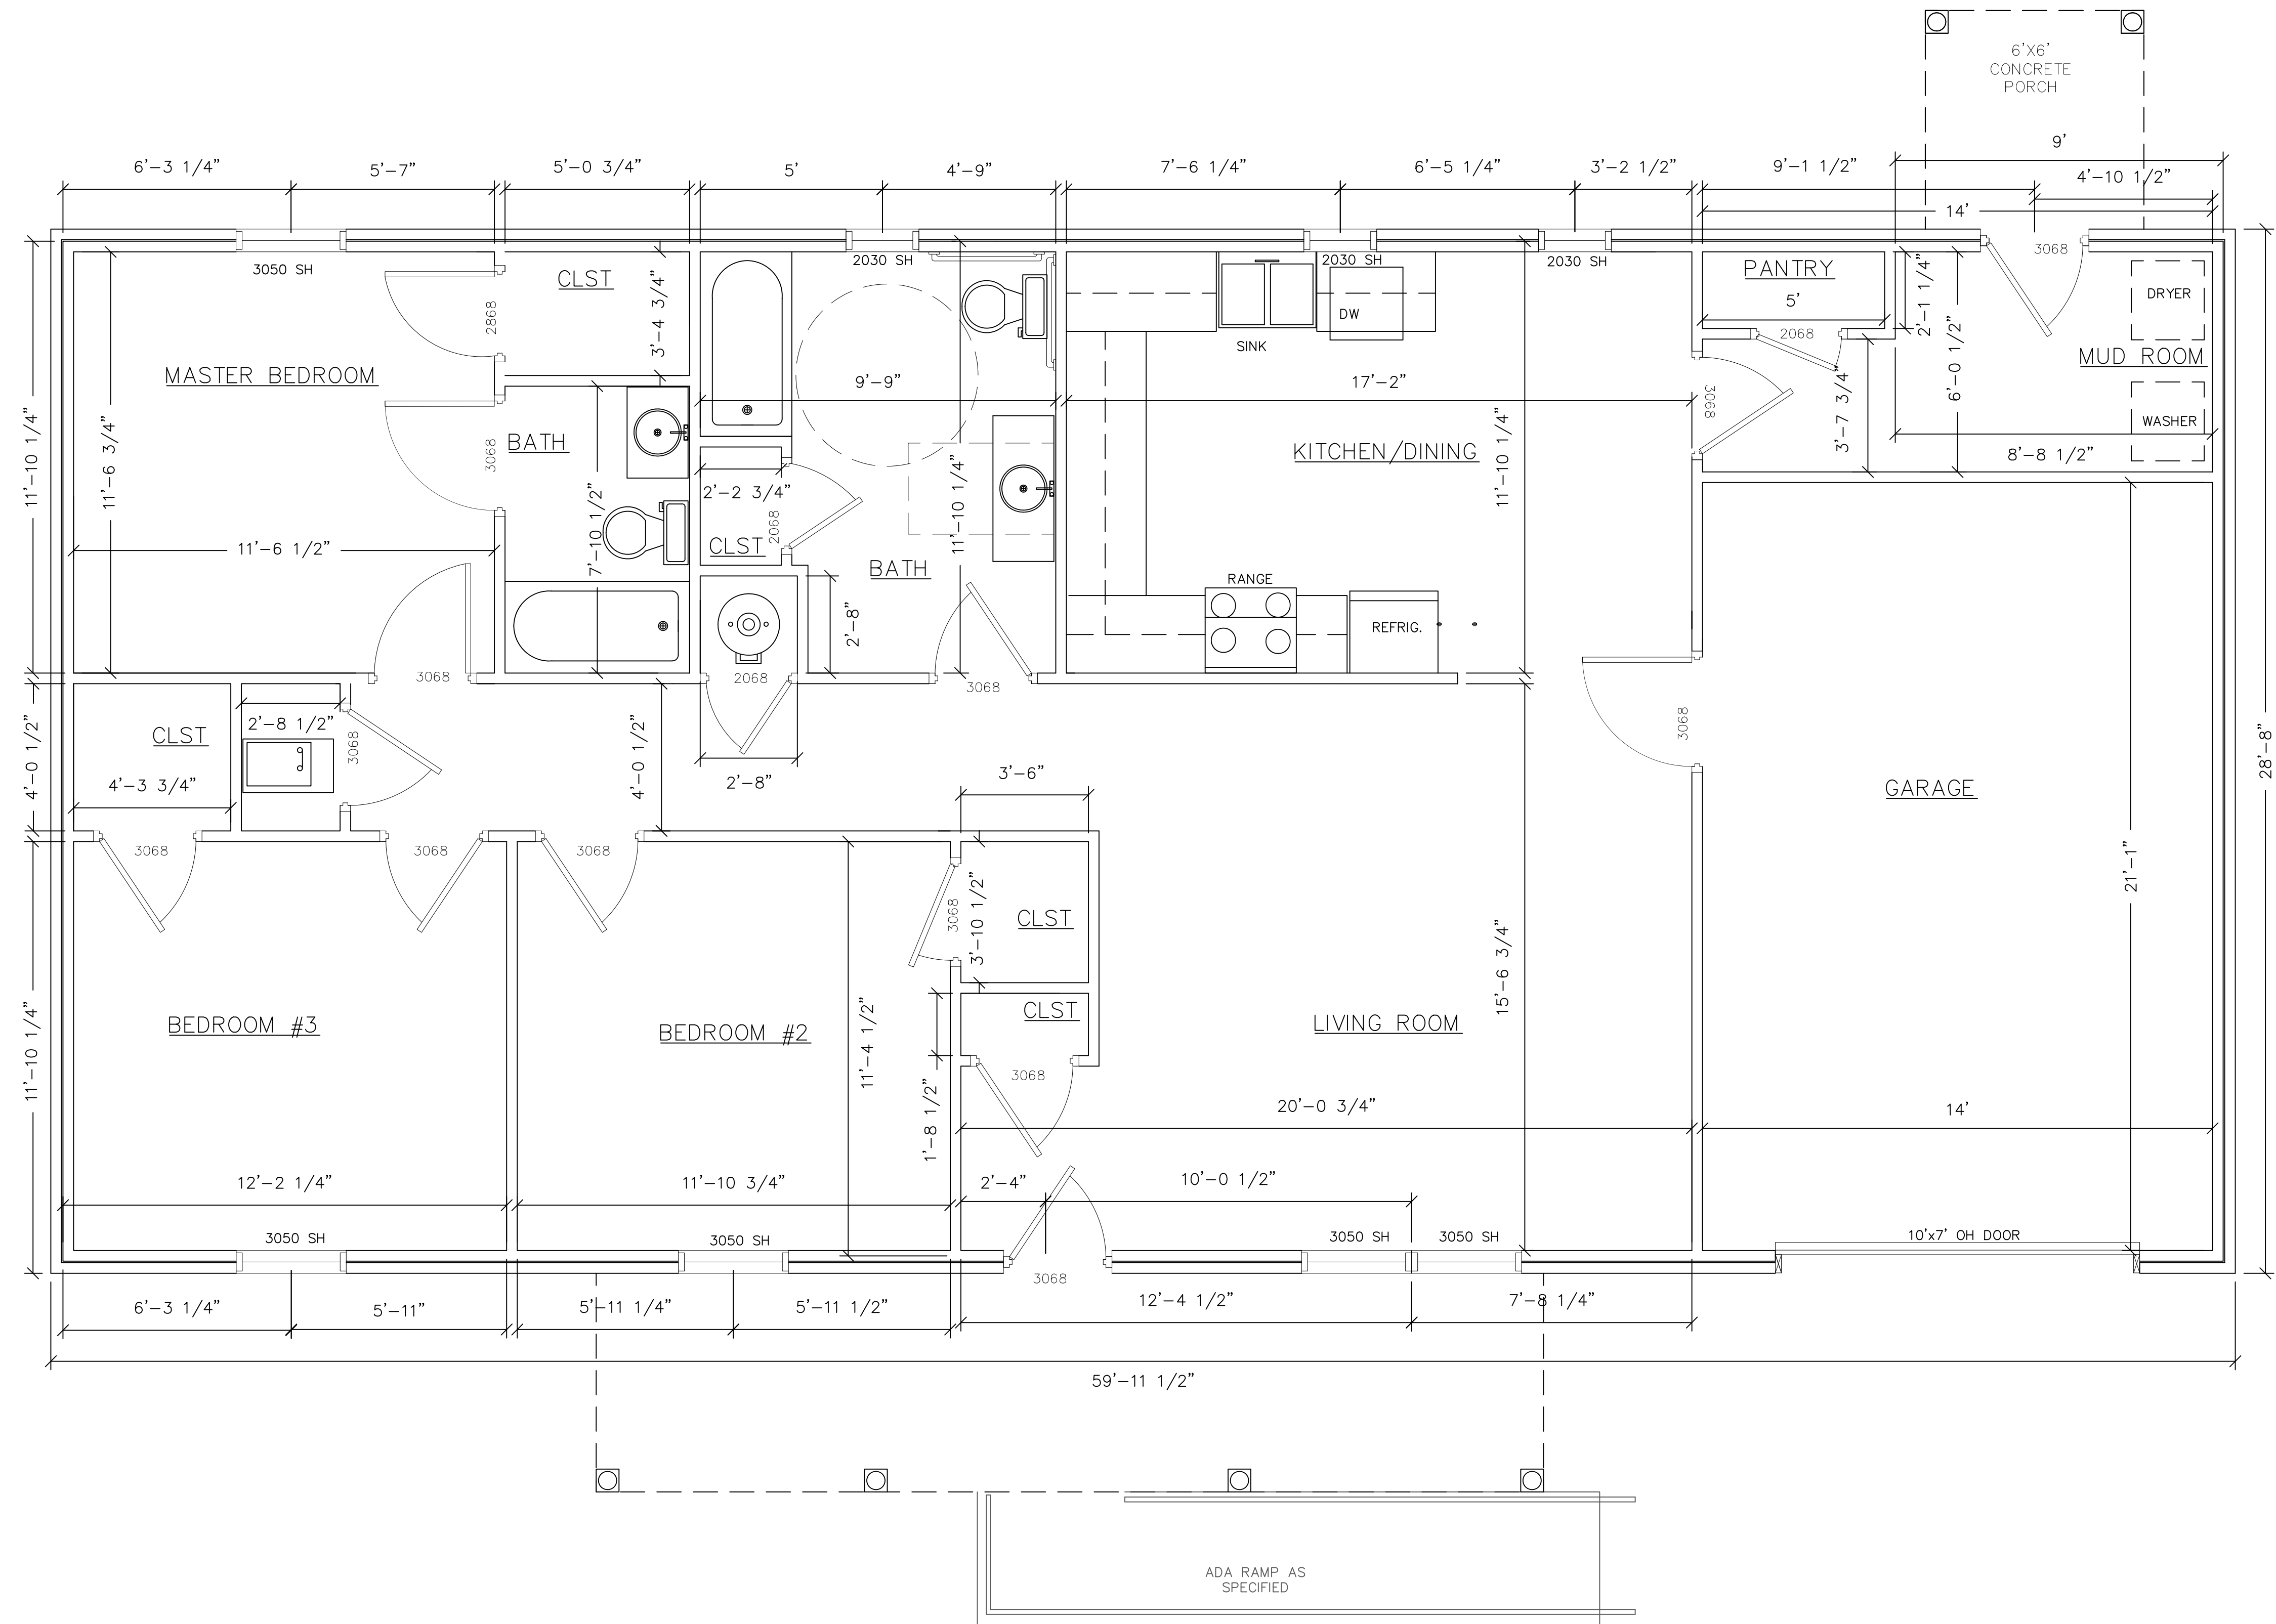 6'X6'
CONCRETE
PORCH
9'
6'–3 1/4"
5'–7"
5'–0 3/4"
5'
4'–9"
7'–6 1/4"
6'–5 1/4"
3'–2 1/2"
9'–1 1/2"
4'–10 1/2"
14'
3050 SH
2030 SH
2030 SH
2030 SH
3068
CLST
PANTRY
5'
DRYER
2868
3'–4 3/4"
DW
SINK
2068
2'–1 1/4"
MUD ROOM
MASTER BEDROOM
9'–9"
17'–2"
3068
3'–7 3/4"
6'–0 1/2"
WASHER
11'–10 1/4"
11'–6 3/4"
3068
BATH
KITCHEN/DINING
11'–10 1/4"
8'–8 1/2"
2'–2 3/4"
2068
11'–10 1/4"
7'–10 1/2"
11'–6 1/2"
CLST
BATH
RANGE
2'–8"
REFRIG.
3068
2068
3068
28'–8"
4'–0 1/2"
CLST
2'–8 1/2"
3068
4'–0 1/2"
3068
4'–3 3/4"
2'–8"
3'–6"
GARAGE
3068
3068
3068
21'–1"
3068
3'–10 1/2"
CLST
15'–6 3/4"
11'–10 1/4"
BEDROOM #3
BEDROOM #2
11'–4 1/2"
CLST
LIVING ROOM
3068
1'–8 1/2"
20'–0 3/4"
14'
12'–2 1/4"
11'–10 3/4"
2'–4"
10'–0 1/2"
3050 SH
3050 SH
3050 SH
3050 SH
10'x7' OH DOOR
3068
6'–3 1/4"
5'–11"
5'–11 1/4"
5'–11 1/2"
12'–4 1/2"
7'–8 1/4"
59'–11 1/2"
ADA RAMP AS
SPECIFIED